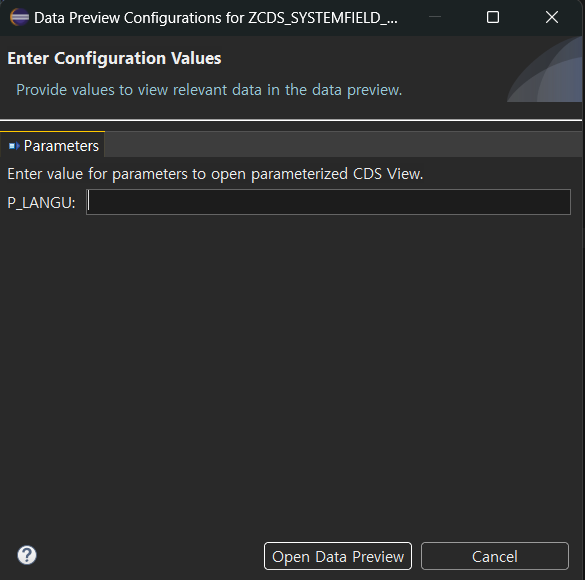 Data Preview Configurations for ZCDS_SYSTEMFIELD_...
Enter Configuration Values
Provide values to view relevant data in the data preview.
Parameters
Enter value for parameters to open parameterized CDS View.
P_LANGU:
?
Open Data Preview
Cancel